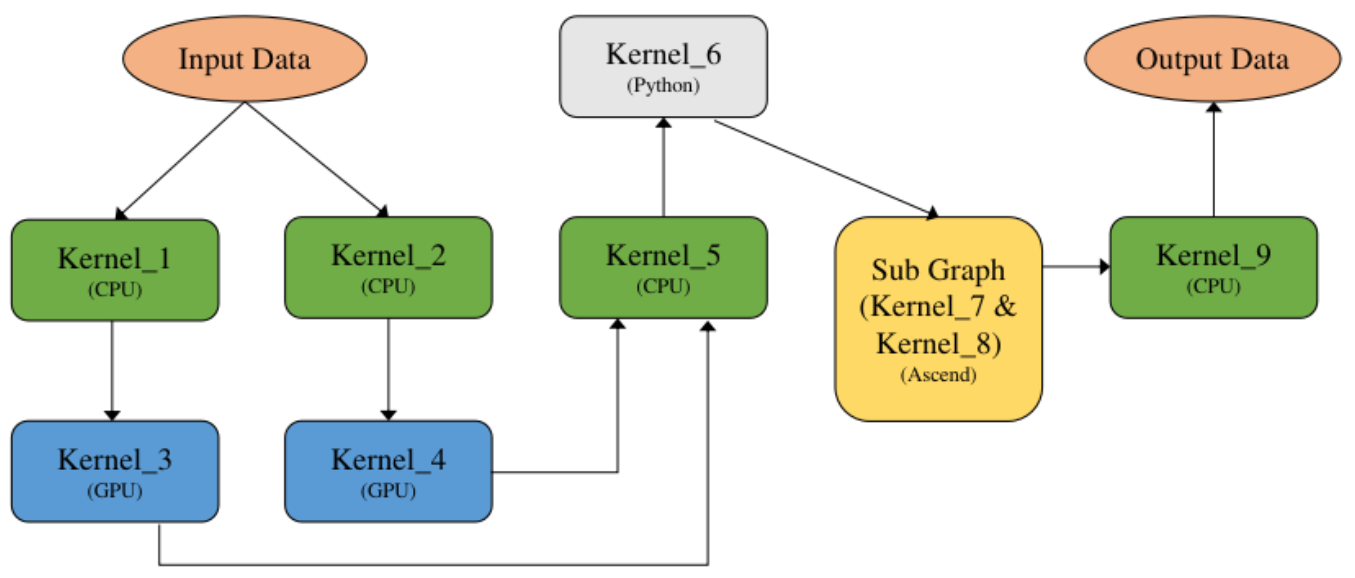 Input Data
Kernel_6
(Python)
Output Data
Kernel_1
(CPU)
Kernel_2
(CPU)
Kernel_5
(CPU)
Sub Graph
(Kernel_7 &
Kernel_8)
(Ascend)
Kernel_9
(CPU)
Kernel_3
(GPU)
Kernel_4
(GPU)